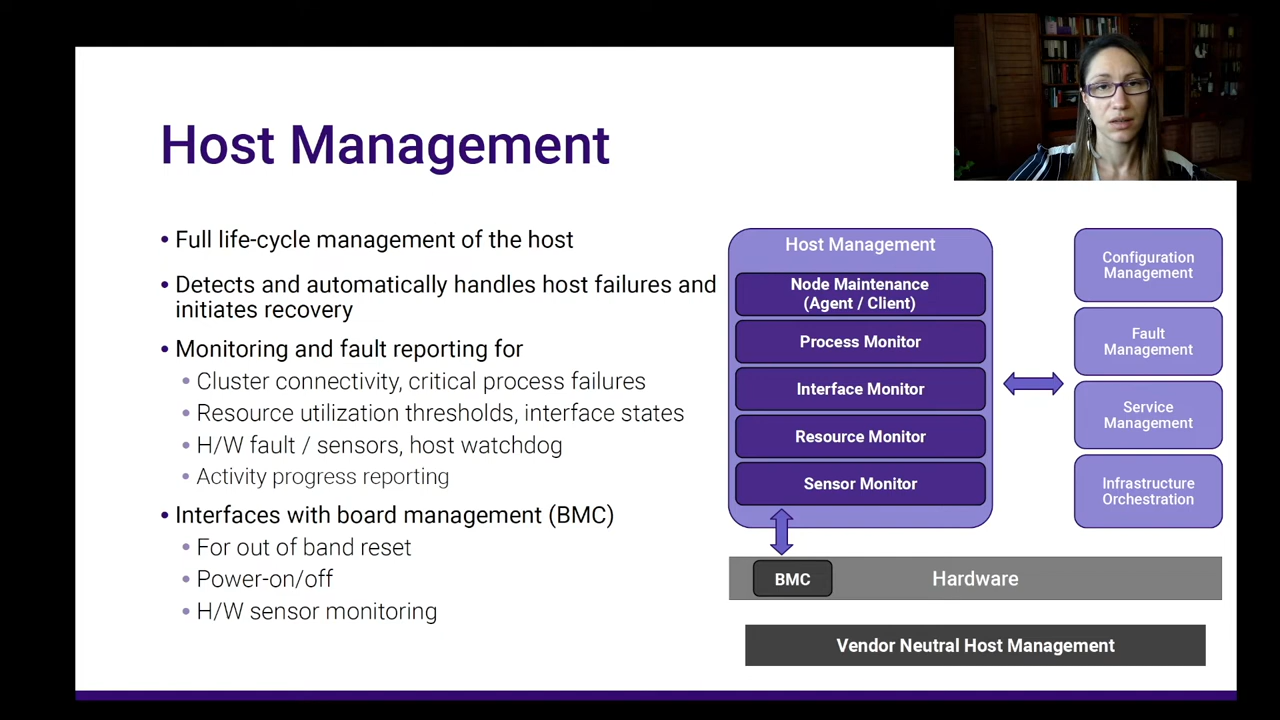 Host Management
• Full life-cycle management of the host
• Detects and automatically handles host failures and
initiates recovery
• Monitoring and fault reporting for
• Cluster connectivity, critical process failures
• Resource utilization thresholds, interface states
• H/W fault / sensors, host watchdog
• Activity progress reporting
• Interfaces with board management (BMC)
• For out of band reset
• Power-on/off
• H/W sensor monitoring
Host Management
Node Maintenance
(Agent / Client)
Process Monitor
Interface Monitor
Resource Monitor
Sensor Monitor
Configuration
Management
Fault
Management
Service
Management
Infrastructure
Orchestration
BMC
Hardware
Vendor Neutral Host Management